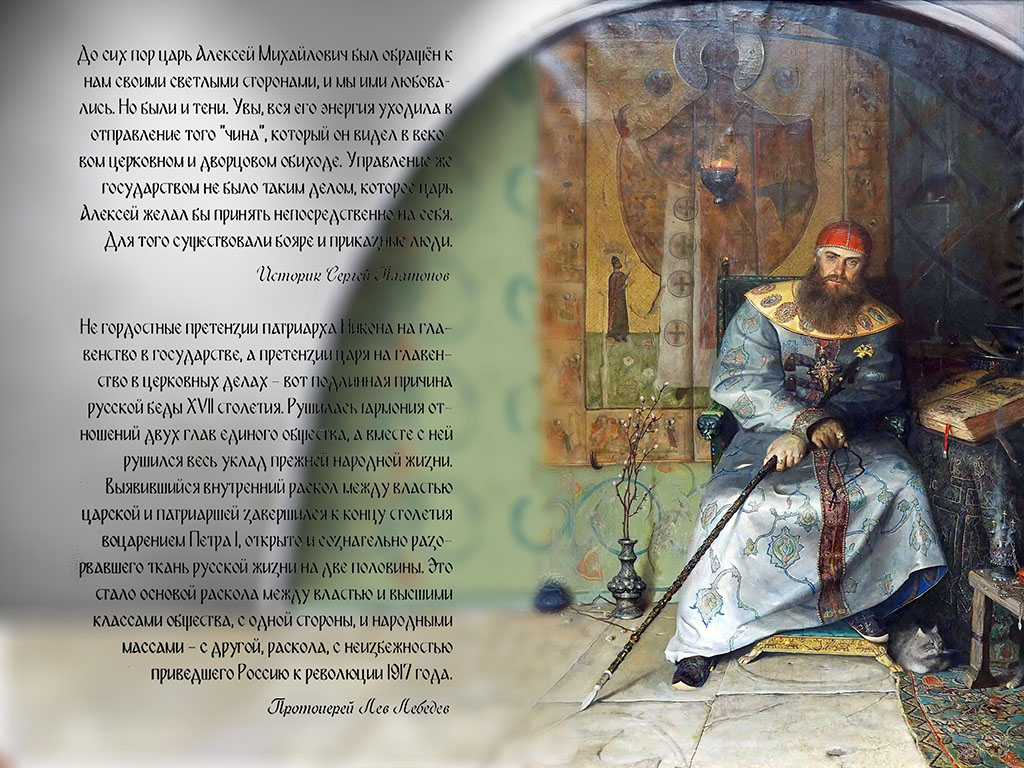 До сих пор царь Алексей Михайлович был обращён к
нам своими светлыми сторонами, и мы ими любова-
лись. Но были и тени. Увы, вся его энергия уходила в
отправление того "чина", который он видел в веко-
вом церковном и дворцовом обиходе. Управление же
государством не было таким делом, которое царь
Алексей желал бы принять непосредственно на себя.
Для того существовали бояре и приказные люди.
Историк Сергей Платонов
Не гордостные претензии патриарха Никона на гла-
венство в государстве, а претензии царя на главен-
ство в церковных делах - вот подлинная причина
русской беды XVII столетия. Рушилась гармония от-
ношений двух глав единого общества, а вместе с ней
рушился весь уклад прежней народной жизни.
Выявившийся внутренний раскол между властью
царской и патриаршей завершился к концу столетия
воцарением Петра I, открыто и сознательно разо-
рвавшего ткань русской жизни на две половины. Это
стало основой раскола между властью и высшими
классами общества, с одной стороны, и народными
массами - с другой, раскола, с неизбежностью
приведшего Россию к революции 1917 года.
Протоиерей Лев Лебедев